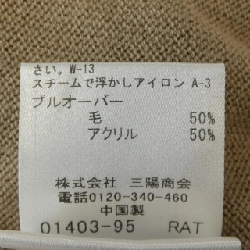 さい。W-13
スチームで浮かしアイロン A-3
プルオーバー
毛 50%
アクリル 50%
株式会社 三陽商会
電話0120-340-460
中国製
01403-95 RAT